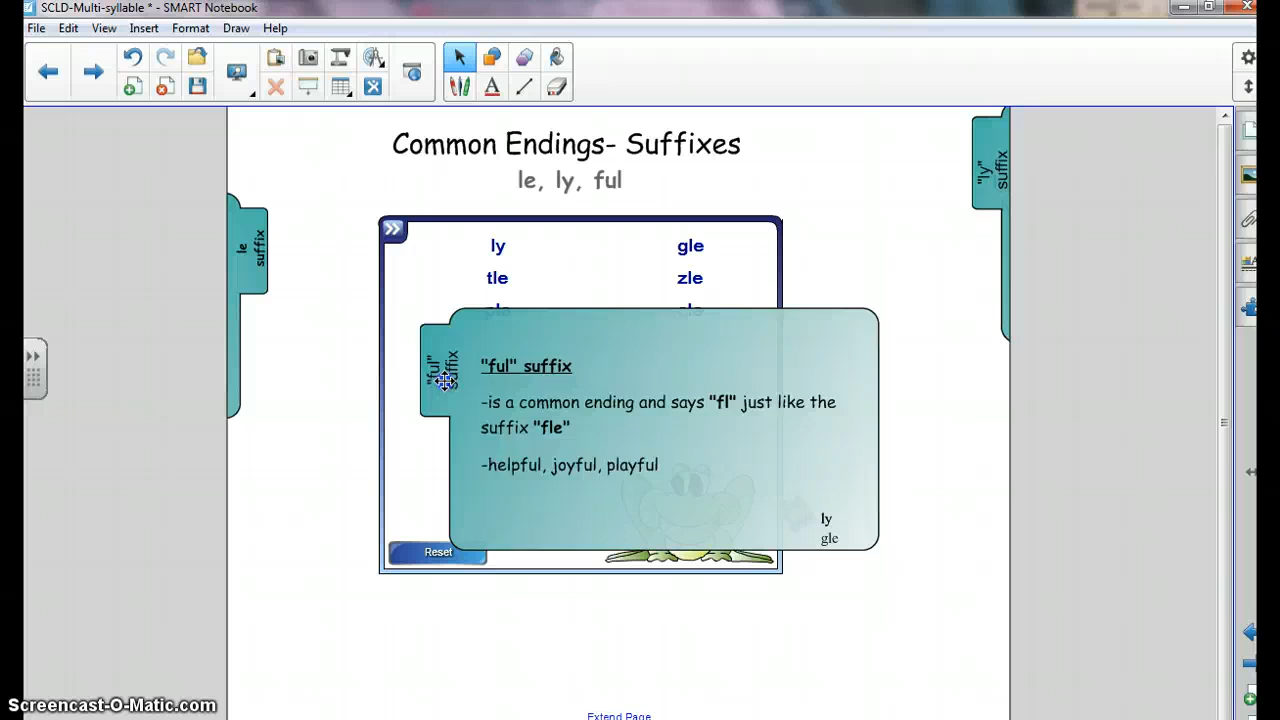 SCLD-Multi-syllable * - SMART Notebook
File Edit View Insert Format Draw Help
Common Endings- Suffixes
le, ly, ful
le suffix
"ly" suffix
ly gle
tle zle
"ful" suffix
"ful" suffix
-is a common ending and says "fl" just like the
suffix "fle"
-helpful, joyful, playful
ly
gle
Reset
Extend Page
Screencast-O-Matic.com